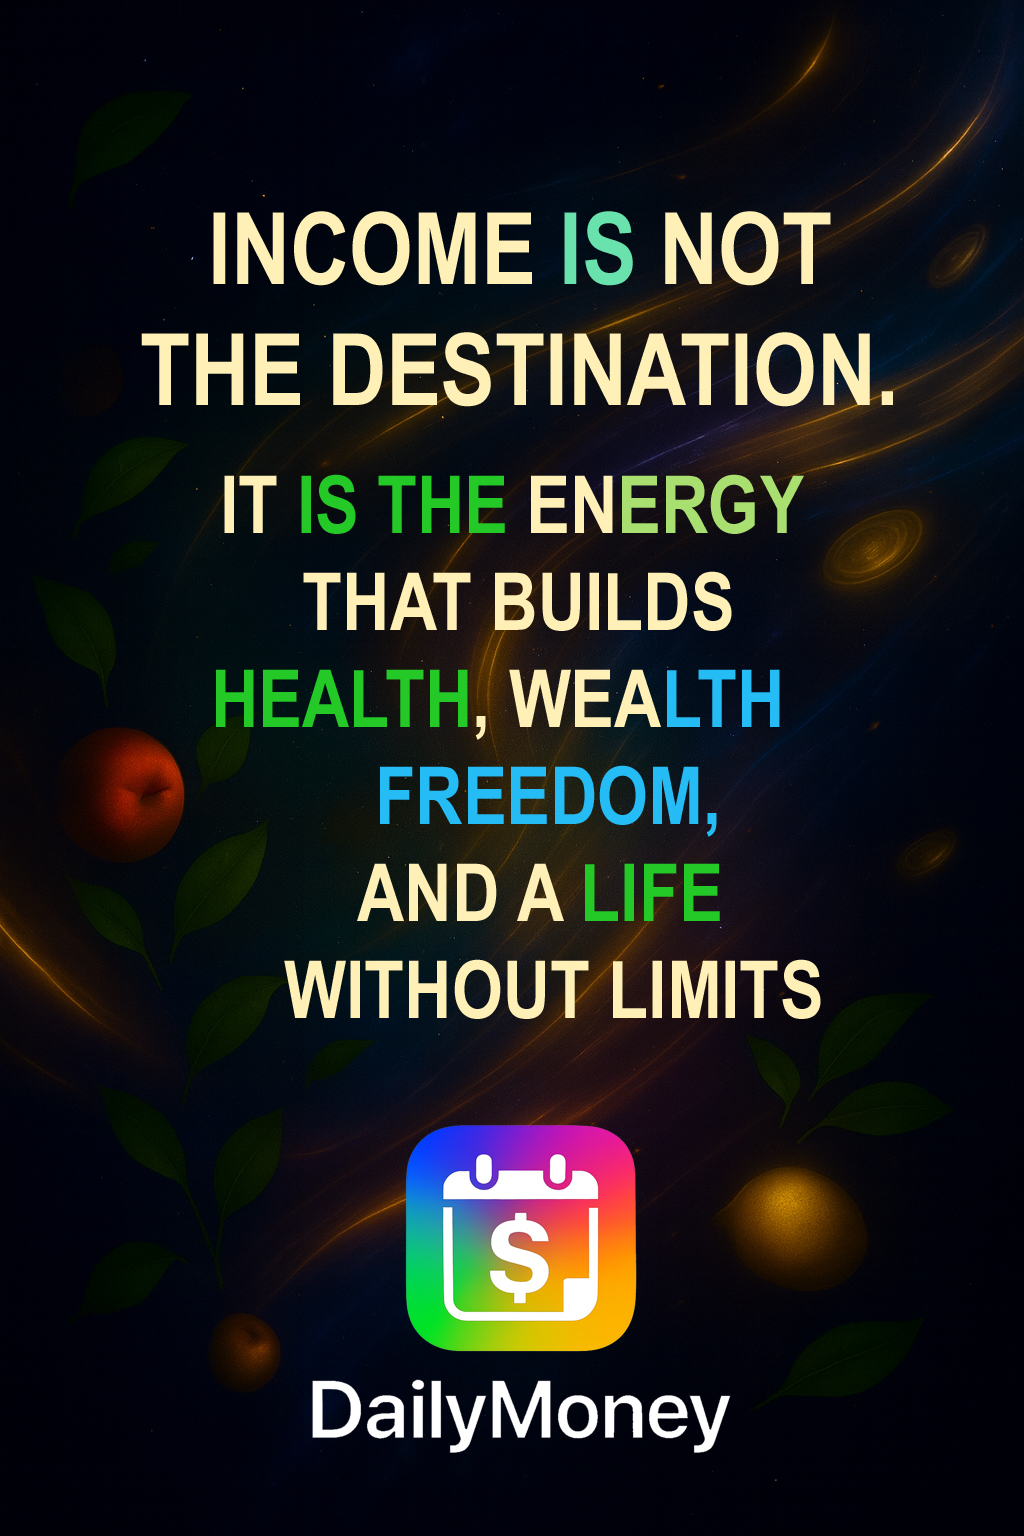 INCOME IS NOT
THE DESTINATION.
IT IS THE ENERGY
THAT BUILDS
HEALTH, WEALTH
FREEDOM,
AND A LIFE
WITHOUT LIMITS
$
DailyMoney